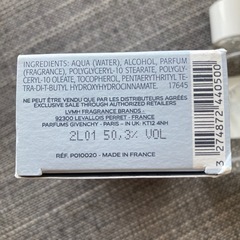 INGREDIENTS: AQUA (WATER), ALCOHOL, PARFUM
(FRAGRANCE), POLYGLYCERYL-10 STEARATE, POLYGLY-
CERYL-10 OLEATE, TOCOPHEROL, PENTAERYTHRITYL TE-
TRA-DI-T-BUTYL HYDROXYHYDROCINNAMATE. 17645
NE PEUT ÊTRE VENDU QUE PAR LES DISTRIBUTEURS AGRÉÉS
EXCLUSIVE SALE THROUGH AUTHORIZED RETAILERS
LVMH FRAGRANCE BRANDS -
92300 LEVALLOIS PERRET - FRANCE
PARFUMS GIVENCHY - PARIS - IN UK: KT12 4NH
2L01 50,3% VOL
RÉF. P010020 - MADE IN FRANCE
3 274872 440500